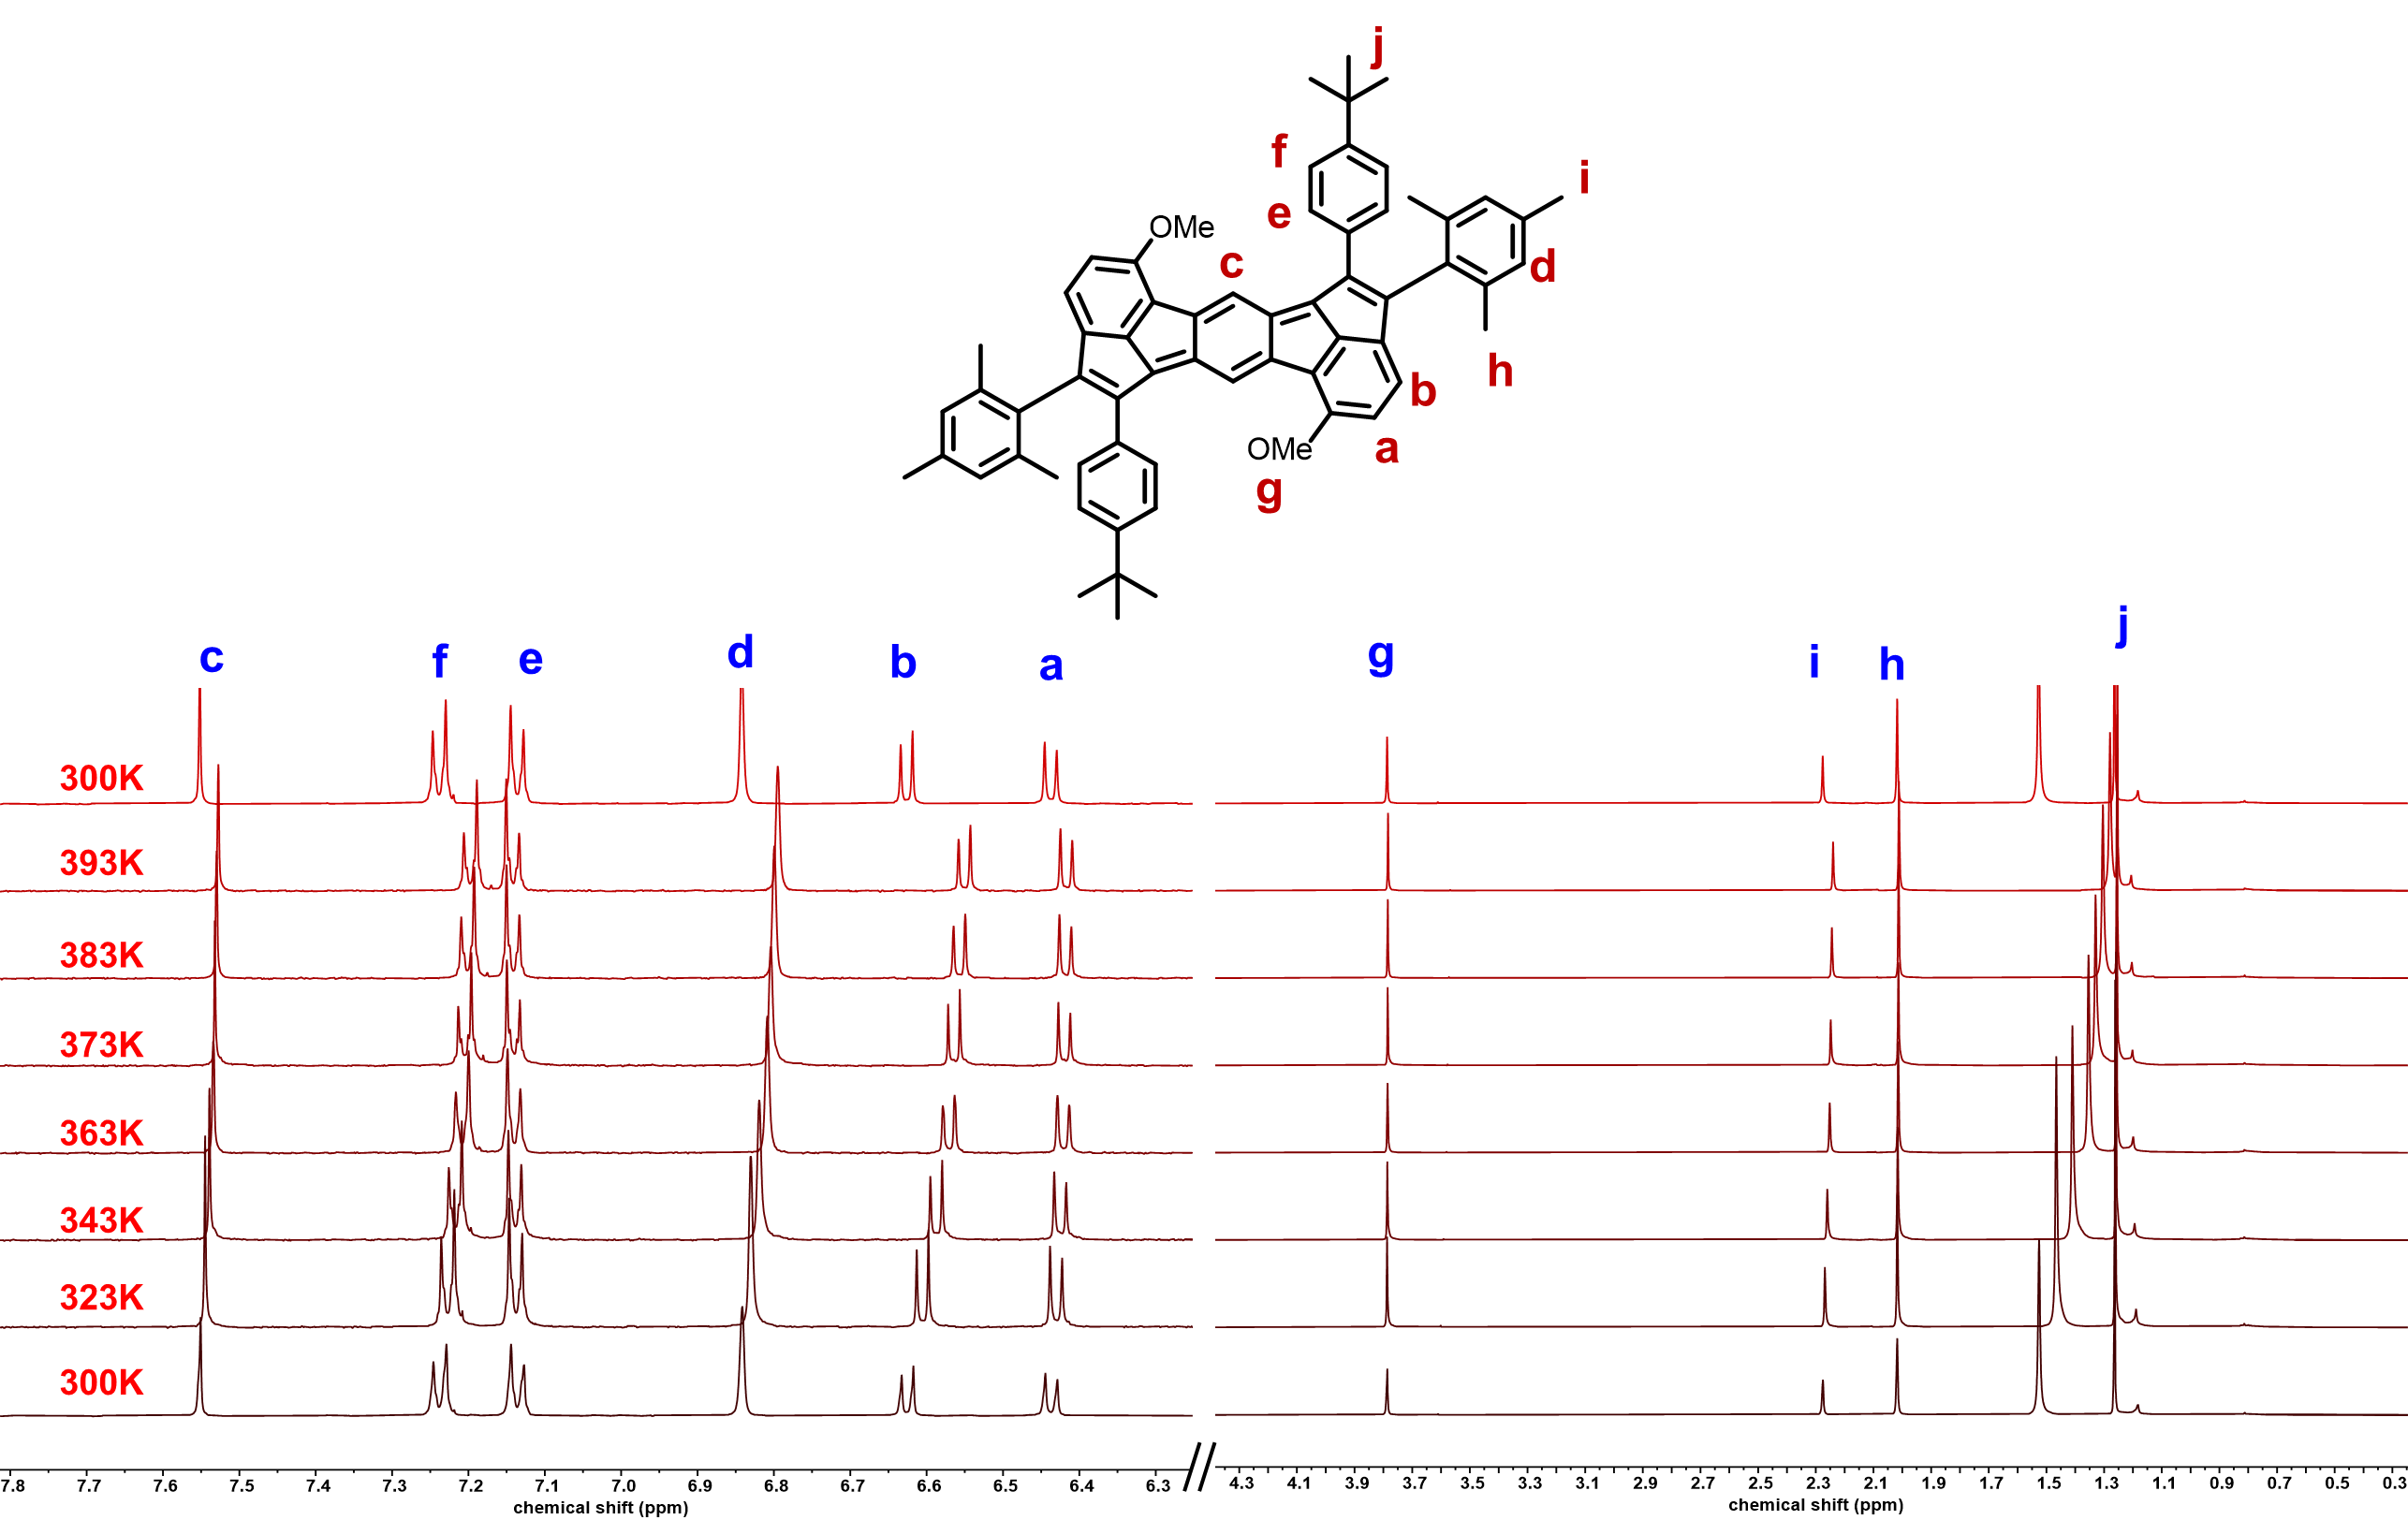 j
f
i
e
OMe
c
d
h
b
OMe
a
g
j
c
f
e
d
b
a
g
i
h
300K
393K
383K
373K
363K
343K
323K
300K
7.8 7.7 7.6 7.5 7.4 7.3 7.2 7.1 7.0 6.9 6.8 6.7 6.6 6.5 6.4 6.3
4.3 4.1 3.9 3.7 3.5 3.3 3.1 2.9 2.7 2.5 2.3 2.1 1.9 1.7 1.5 1.3 1.1 0.9 0.7 0.5 0.3
chemical shift (ppm)
chemical shift (ppm)